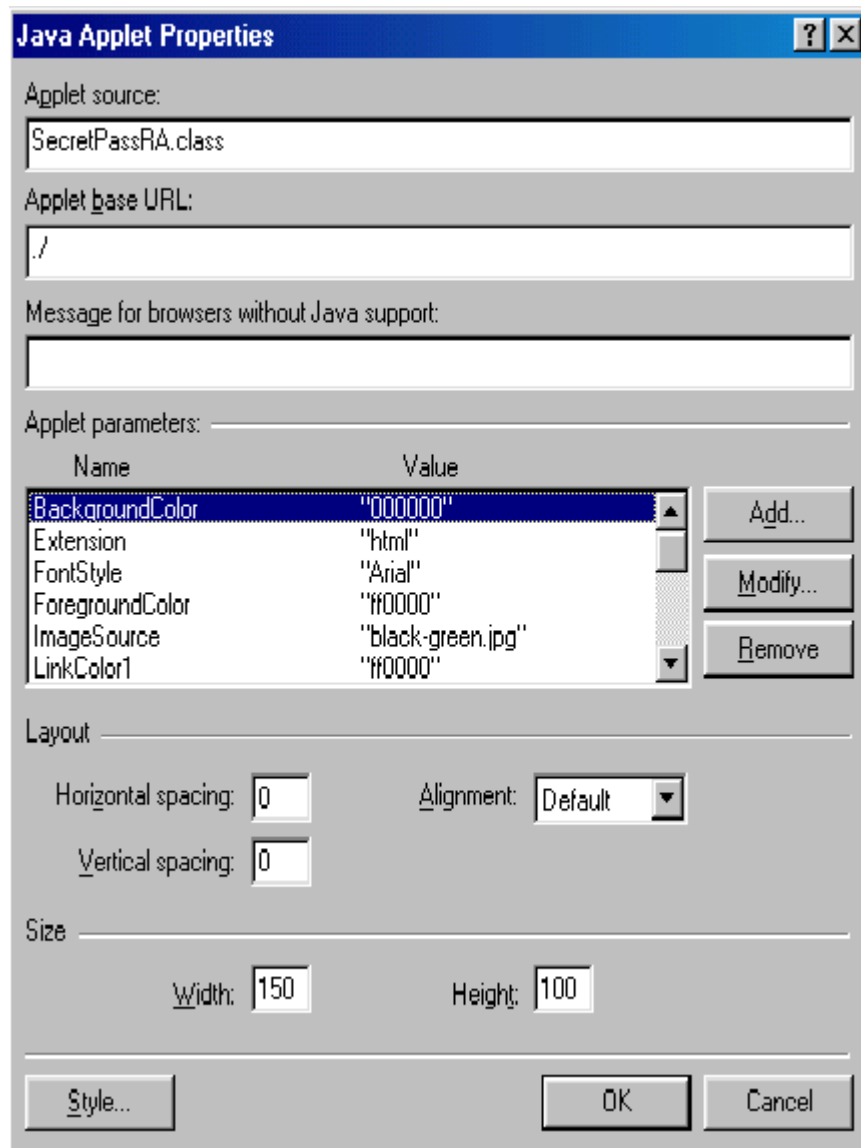 Java Applet Properties
Applet source:
SecretPassRA.class
Applet base URL:
./
Message for browsers without Java support:
Applet parameters:
Name Value
BackgroundColor "000000"
Extension "html"
FontStyle "Arial"
ForegroundColor "ff0000"
ImageSource "black-green.jpg"
LinkColor1 "ff0000"
Add...
Modify...
Remove
Layout
Horizontal spacing: 0 Alignment: Default
Vertical spacing: 0
Size
Width: 150 Height: 100
Style... OK Cancel